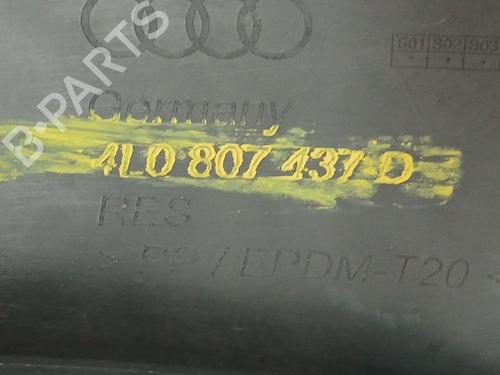 B-PARTS
S01 S02 S03
Germany
4L0 807 437 D
RES
> PP / EPDM-T20 <